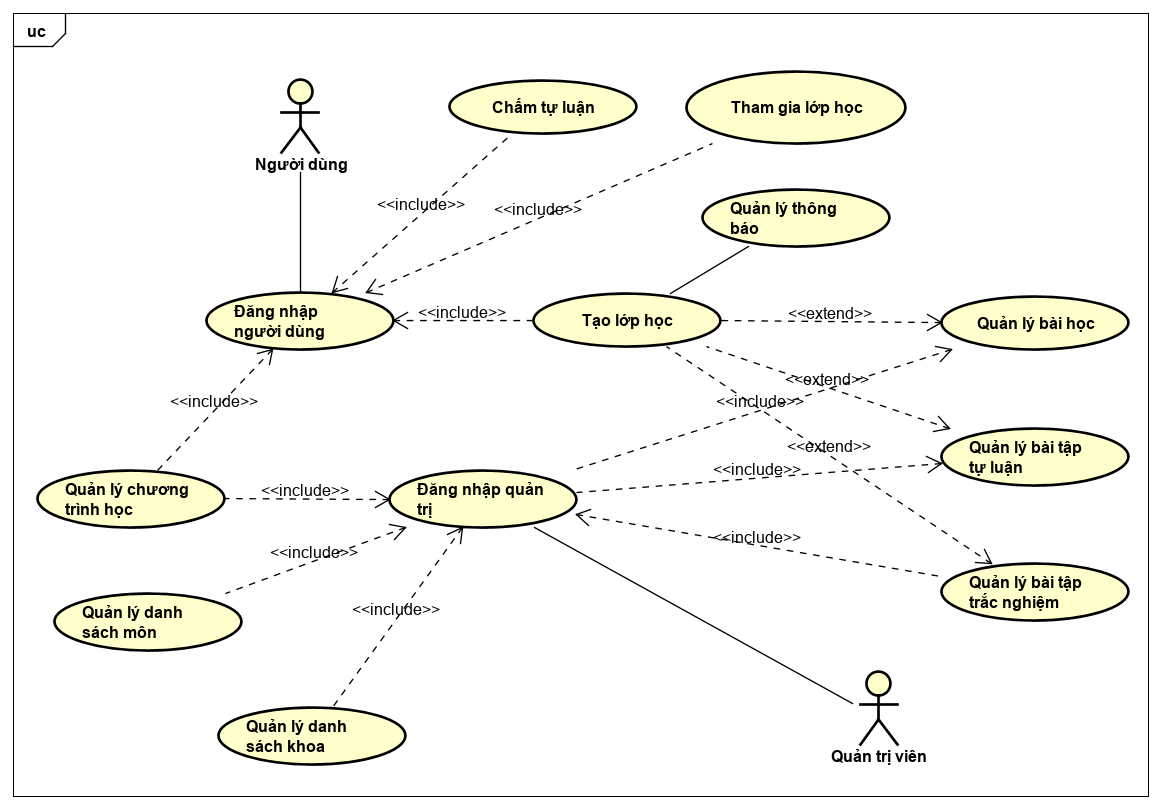 uc
Người dùng
Chấm tự luận
Tham gia lớp học
<<include>>
<<include>>
Quản lý thông
báo
Đăng nhập
người dùng
<<include>>
Tạo lớp học
<<extend>>
Quản lý bài học
<<extend>>
<<include>>
<<include>>
<<extend>>
Quản lý bài tập
tự luận
<<include>>
Quản lý chương
trình học
<<include>>
Đăng nhập quản
trị
<<include>>
<<include>>
Quản lý bài tập
trắc nghiệm
Quản lý danh
sách môn
<<include>>
Quản lý danh
sách khoa
Quản trị viên